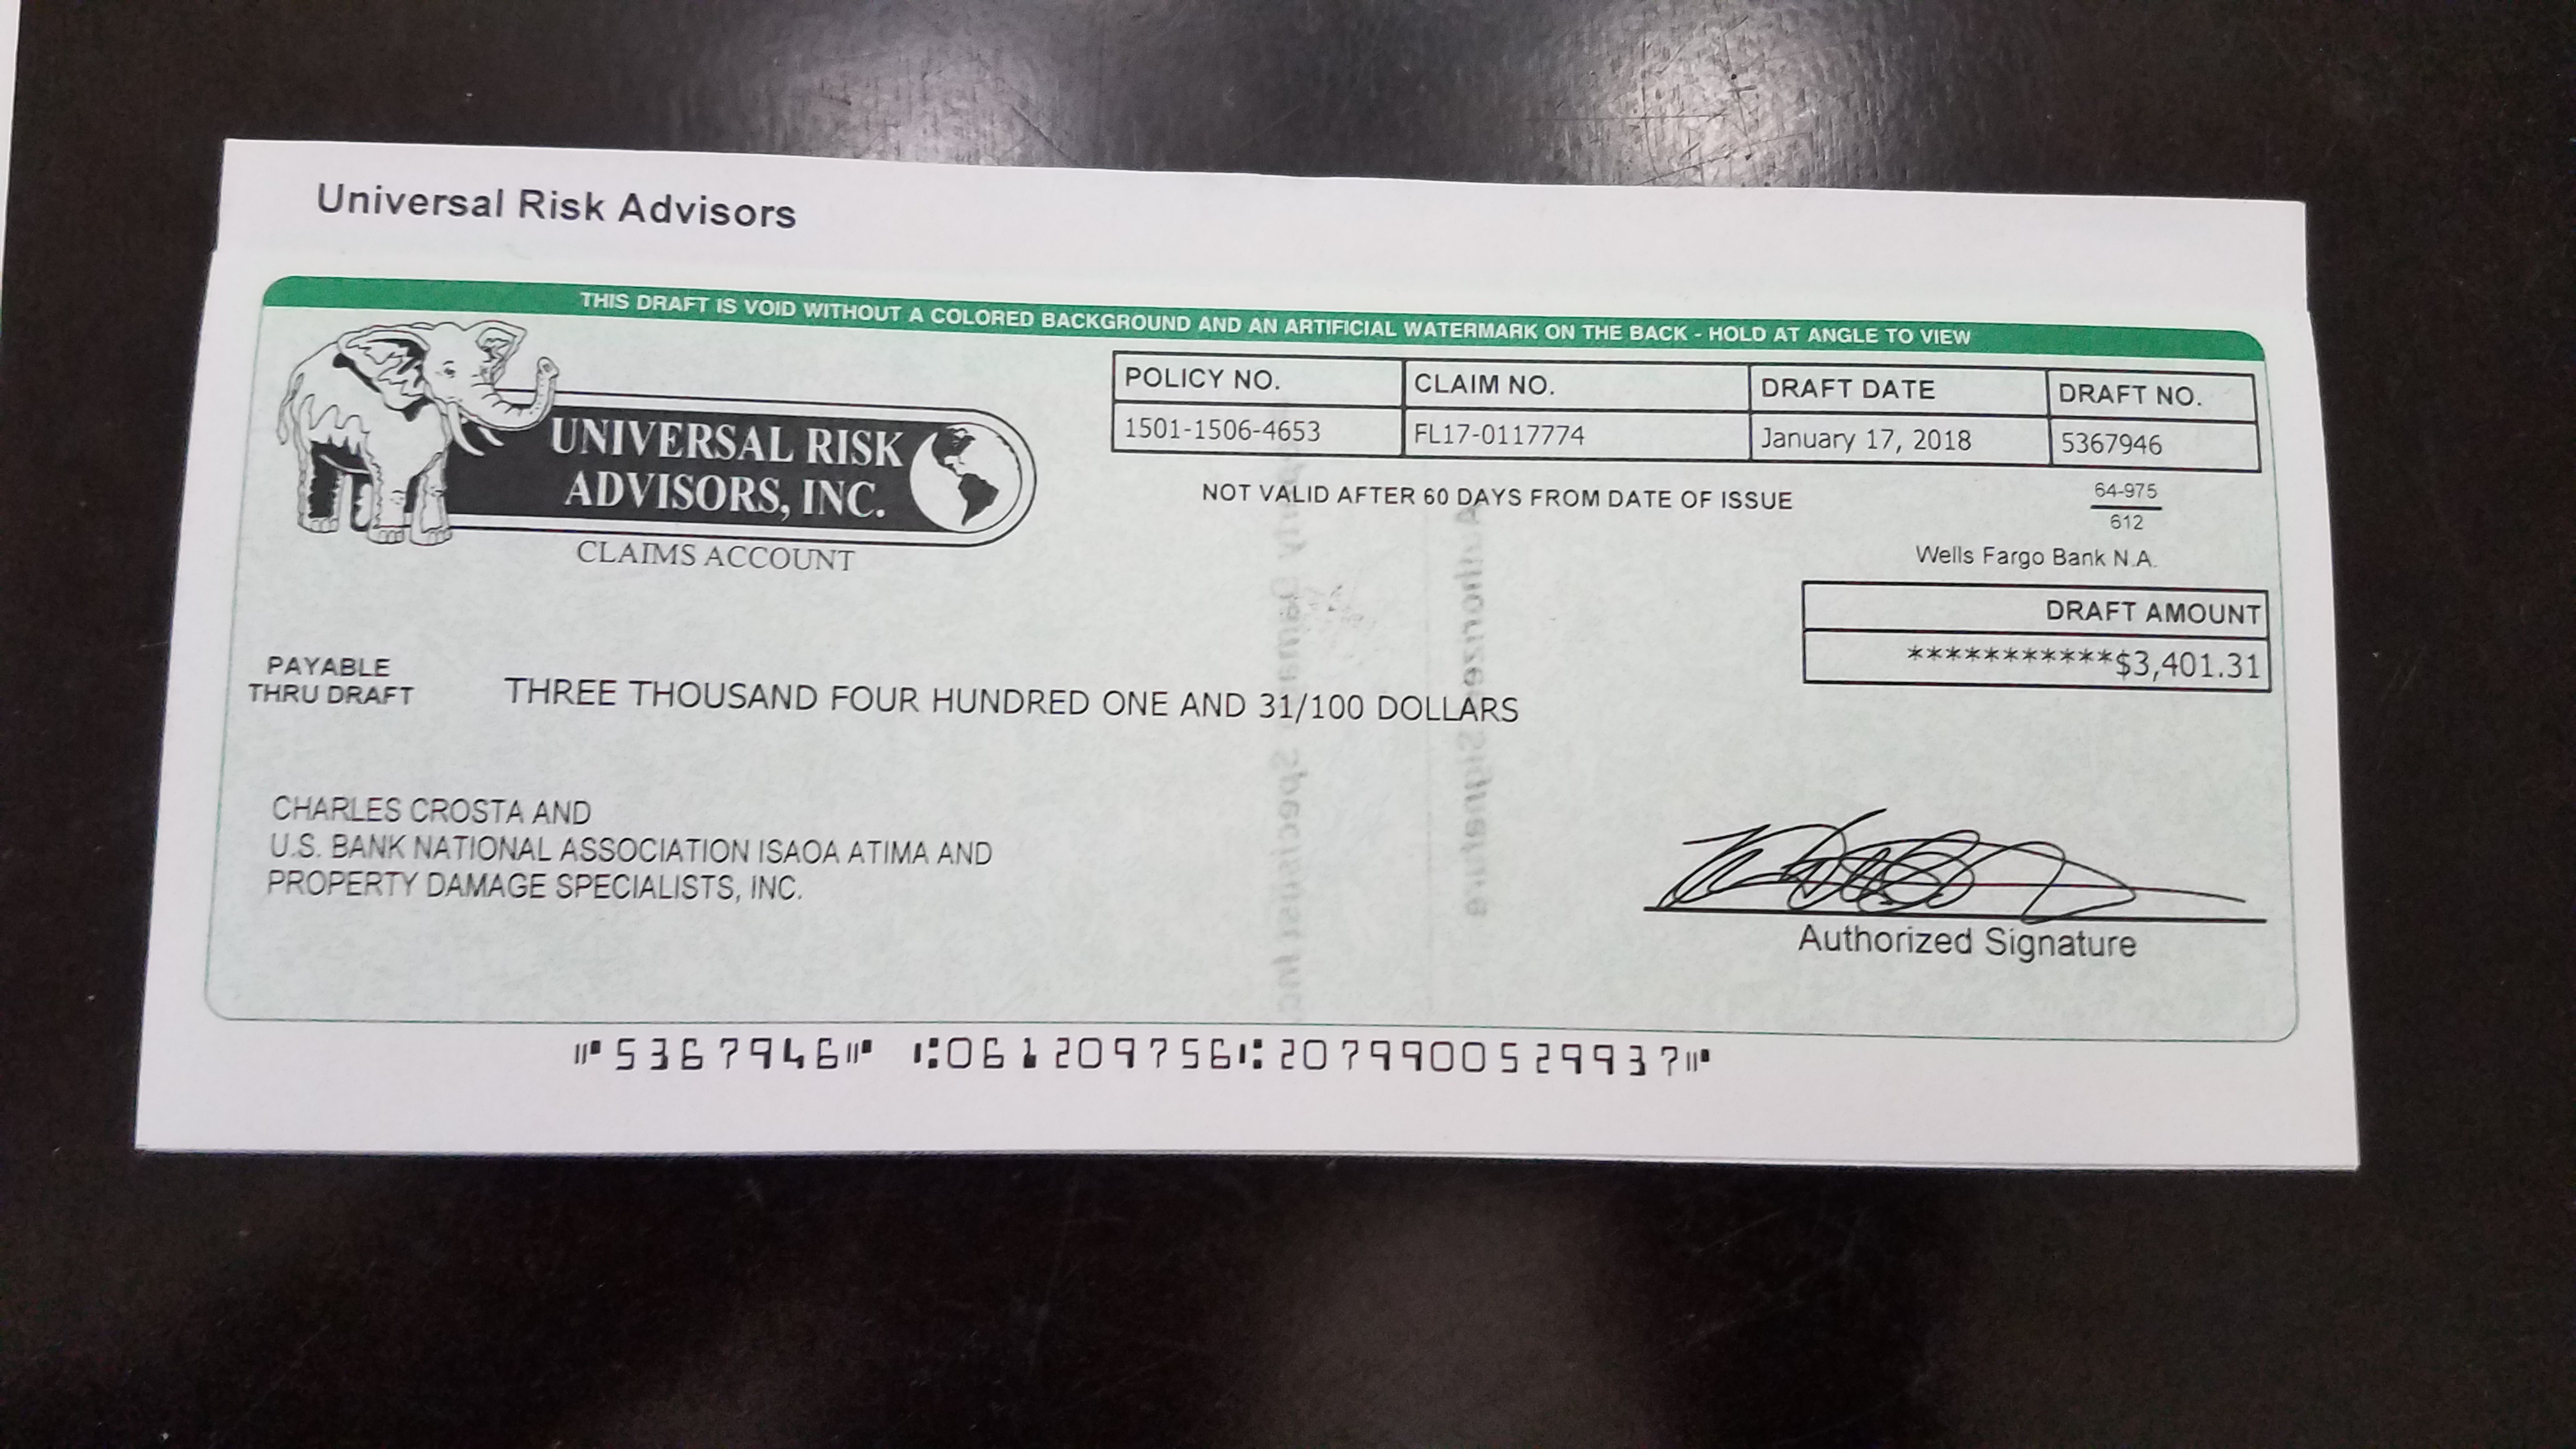 Universal Risk Advisors
THIS DRAFT IS VOID WITHOUT A COLORED BACKGROUND AND AN ARTIFICIAL WATERMARK ON THE BACK - HOLD AT ANGLE TO VIEW
UNIVERSAL RISK
ADVISORS, INC.
CLAIMS ACCOUNT
POLICY NO. CLAIM NO. DRAFT DATE DRAFT NO.
1501-1506-4653 FL17-0117774 January 17, 2018 5367946
NOT VALID AFTER 60 DAYS FROM DATE OF ISSUE
64-975
612
Wells Fargo Bank N.A.
DRAFT AMOUNT
***********$3,401.31
PAYABLE
THRU DRAFT
THREE THOUSAND FOUR HUNDRED ONE AND 31/100 DOLLARS
CHARLES CROSTA AND
U.S. BANK NATIONAL ASSOCIATION ISAOA ATIMA AND
PROPERTY DAMAGE SPECIALISTS, INC.
Authorized Signature
⑈5367946⑈ ⑆061209756⑆2079900529937⑈